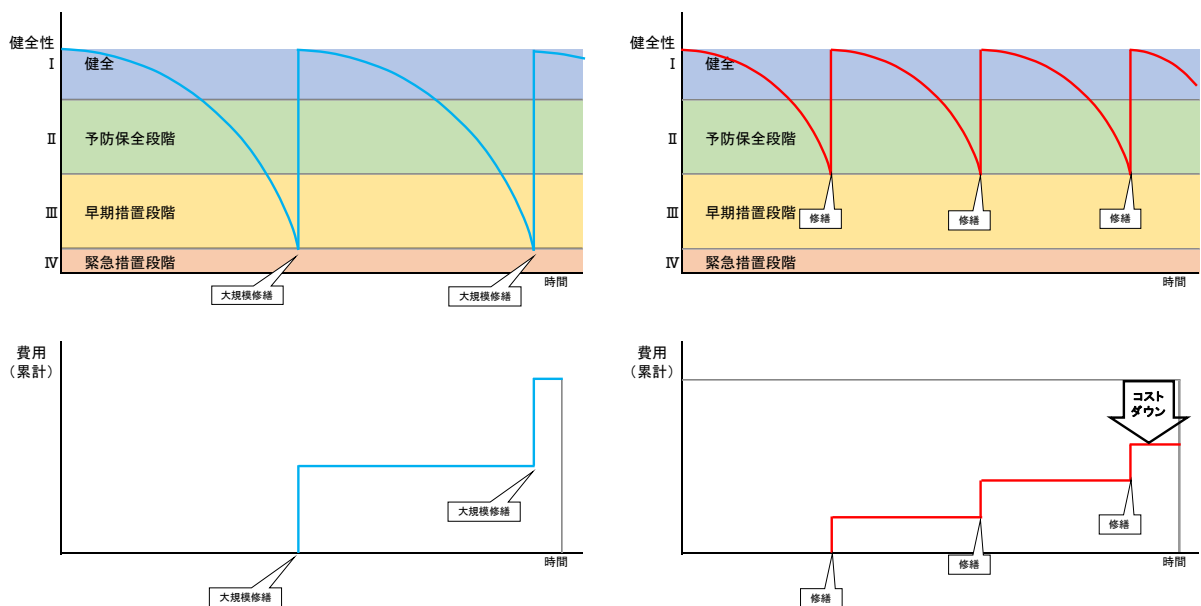 健全性
Ⅰ
健全
Ⅱ
予防保全段階
Ⅲ
早期措置段階
Ⅳ
緊急措置段階
時間
大規模修繕
大規模修繕
健全性
Ⅰ
健全
Ⅱ
予防保全段階
Ⅲ
早期措置段階
修繕
修繕
修繕
Ⅳ
緊急措置段階
時間
費用
（累計）
大規模修繕
時間
大規模修繕
費用
（累計）
コスト
ダウン
修繕
修繕
時間
修繕